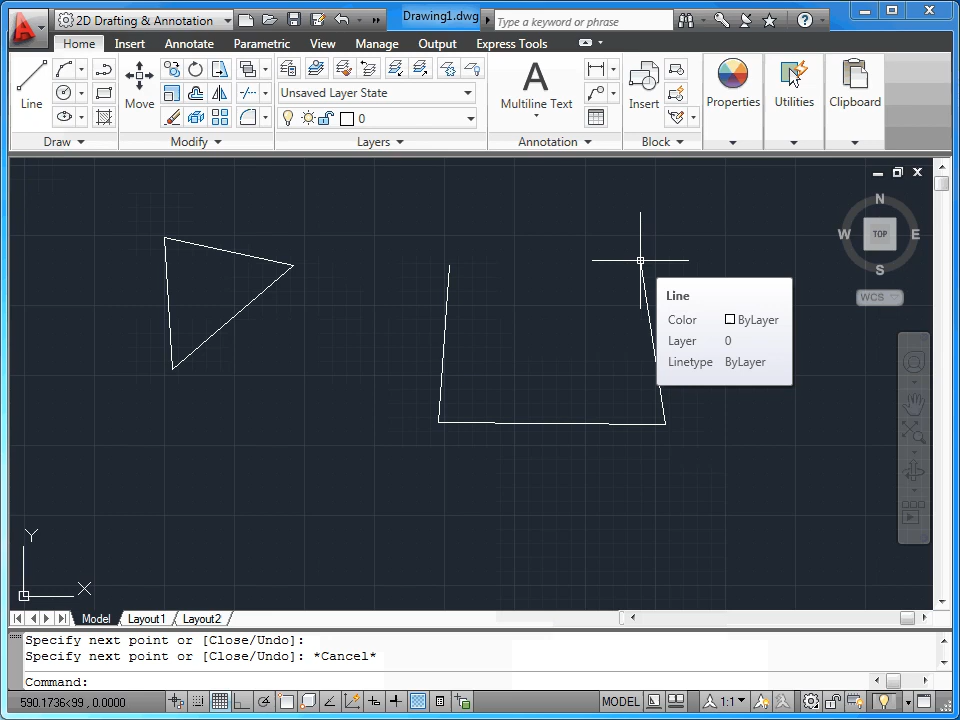 2D Drafting & Annotation
Drawing1.dwg
Type a keyword or phrase
Home Insert Annotate Parametric View Manage Output Express Tools
Line
Move
Unsaved Layer State
0
A
Multiline Text
Insert
Properties
Utilities
Clipboard
Draw
Modify
Layers
Annotation
Block
N
W TOP E
S
WCS
Line
Color ByLayer
Layer 0
Linetype ByLayer
Y
X
Model Layout1 Layout2
Specify next point or [Close/Undo]:
Specify next point or [Close/Undo]: *Cancel*
Command:
590.1736<99 , 0.0000
MODEL
1:1